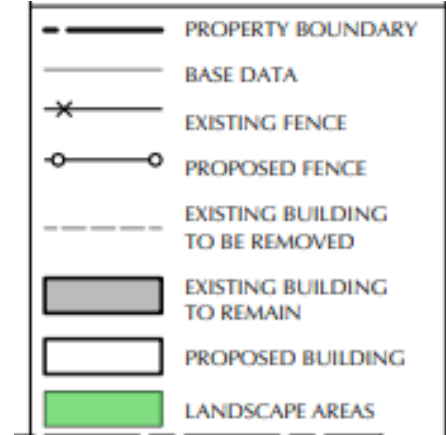 PROPERTY BOUNDARY
BASE DATA
EXISTING FENCE
PROPOSED FENCE
EXISTING BUILDING
TO BE REMOVED
EXISTING BUILDING
TO REMAIN
PROPOSED BUILDING
LANDSCAPE AREAS